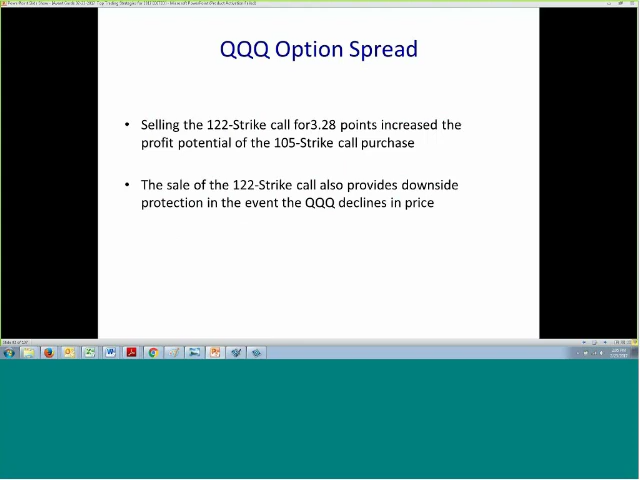 QQQ Option Spread
• Selling the 122-Strike call for3.28 points increased the
profit potential of the 105-Strike call purchase
• The sale of the 122-Strike call also provides downside
protection in the event the QQQ declines in price